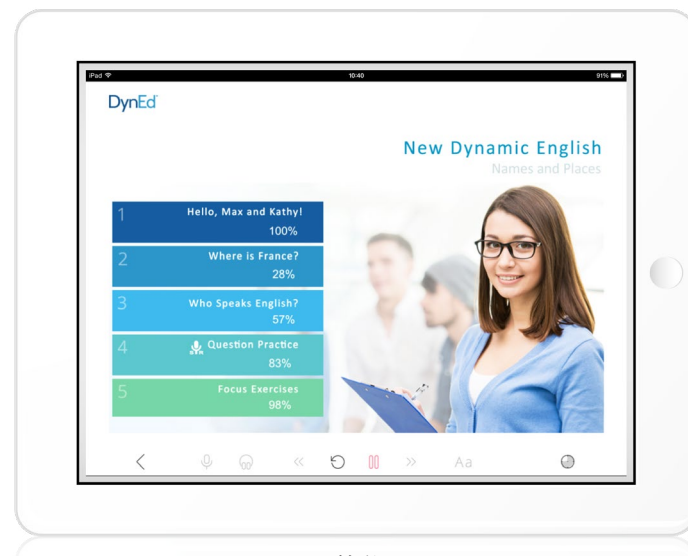 iPad
10:40
91%
DynEd
New Dynamic English
Names and Places
1
Hello, Max and Kathy!
100%
2
Where is France?
28%
3
Who Speaks English?
57%
4
Question Practice
83%
5
Focus Exercises
98%
Aa